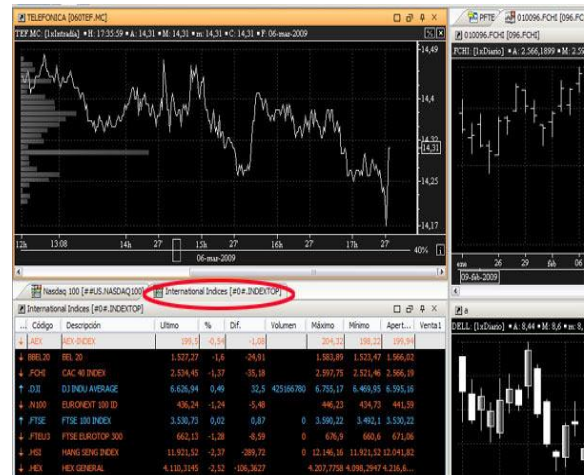 TELEFONICA [060TEF.MC]
TEF.MC: [1xIntradía] ▪H: 17:35:59 ▪A: 14,31 ▪M: 14,31 ▪m: 14,31 ▪C: 14,31 ▪F 06-mar-2009
14,49
14,4
14,32
14,31
14,25
14,17
12h 13:08 14h 27 15h 27 16h 27 17h 27
06-mar-2009
40%
PFTE 010096.FCHI [096.FC
010096.FCHI [096.FCHI]
FCHI: [1xDiario] ▪A: 2.566,1899 ▪M: 2.59
ene 26 29 feb 06
09-feb-2009
a
DELL: [1xDiario] ▪A: 8,44 ▪M: 8,6 ▪m: 8,
Nasdaq 100 [##US.NASDAQ100] International Indices [#0#.INDEXTOP]
International Indices [#0#.INDEXTOP]
... Código Descripción Ultimo % Dif. Volumen Máximo Mínimo Apert... Venta1
.AEX AEX-INDEX 199,5 -0,54 -1,08 204,32 198,22 199,94
BBEL20 BEL 20 1.527,27 -1,6 -24,91 1.583,89 1.523,47 1.566,02
.FCHI CAC 40 INDEX 2.534,45 -1,37 -35,18 2.597,75 2.521,46 2.566,19
.DJI DJ INDU AVERAGE 6.626,94 0,49 32,5 425166780 6.755,17 6.469,95 6.595,16
.N100 EURONEXT 100 ID 436,24 -1,24 -5,48 446,23 434,73 441,59
.FTSE FTSE 100 INDEX 3.530,73 0,02 0,87 0 3.590,22 3.492,1 3.530,22
.FTEU3 FTSE EUROTOP 300 662,13 -1,28 -8,59 0 676,9 660,6 671,06
.HSI HANG SENG INDEX 11.921,52 -2,37 -289,72 0 12.146,16 11.921,52 12.041,82
.HEX HEX GENERAL 4.110,3145 -2,52 -106,3627 4.207,7758 4.098,2947 4.216,6...